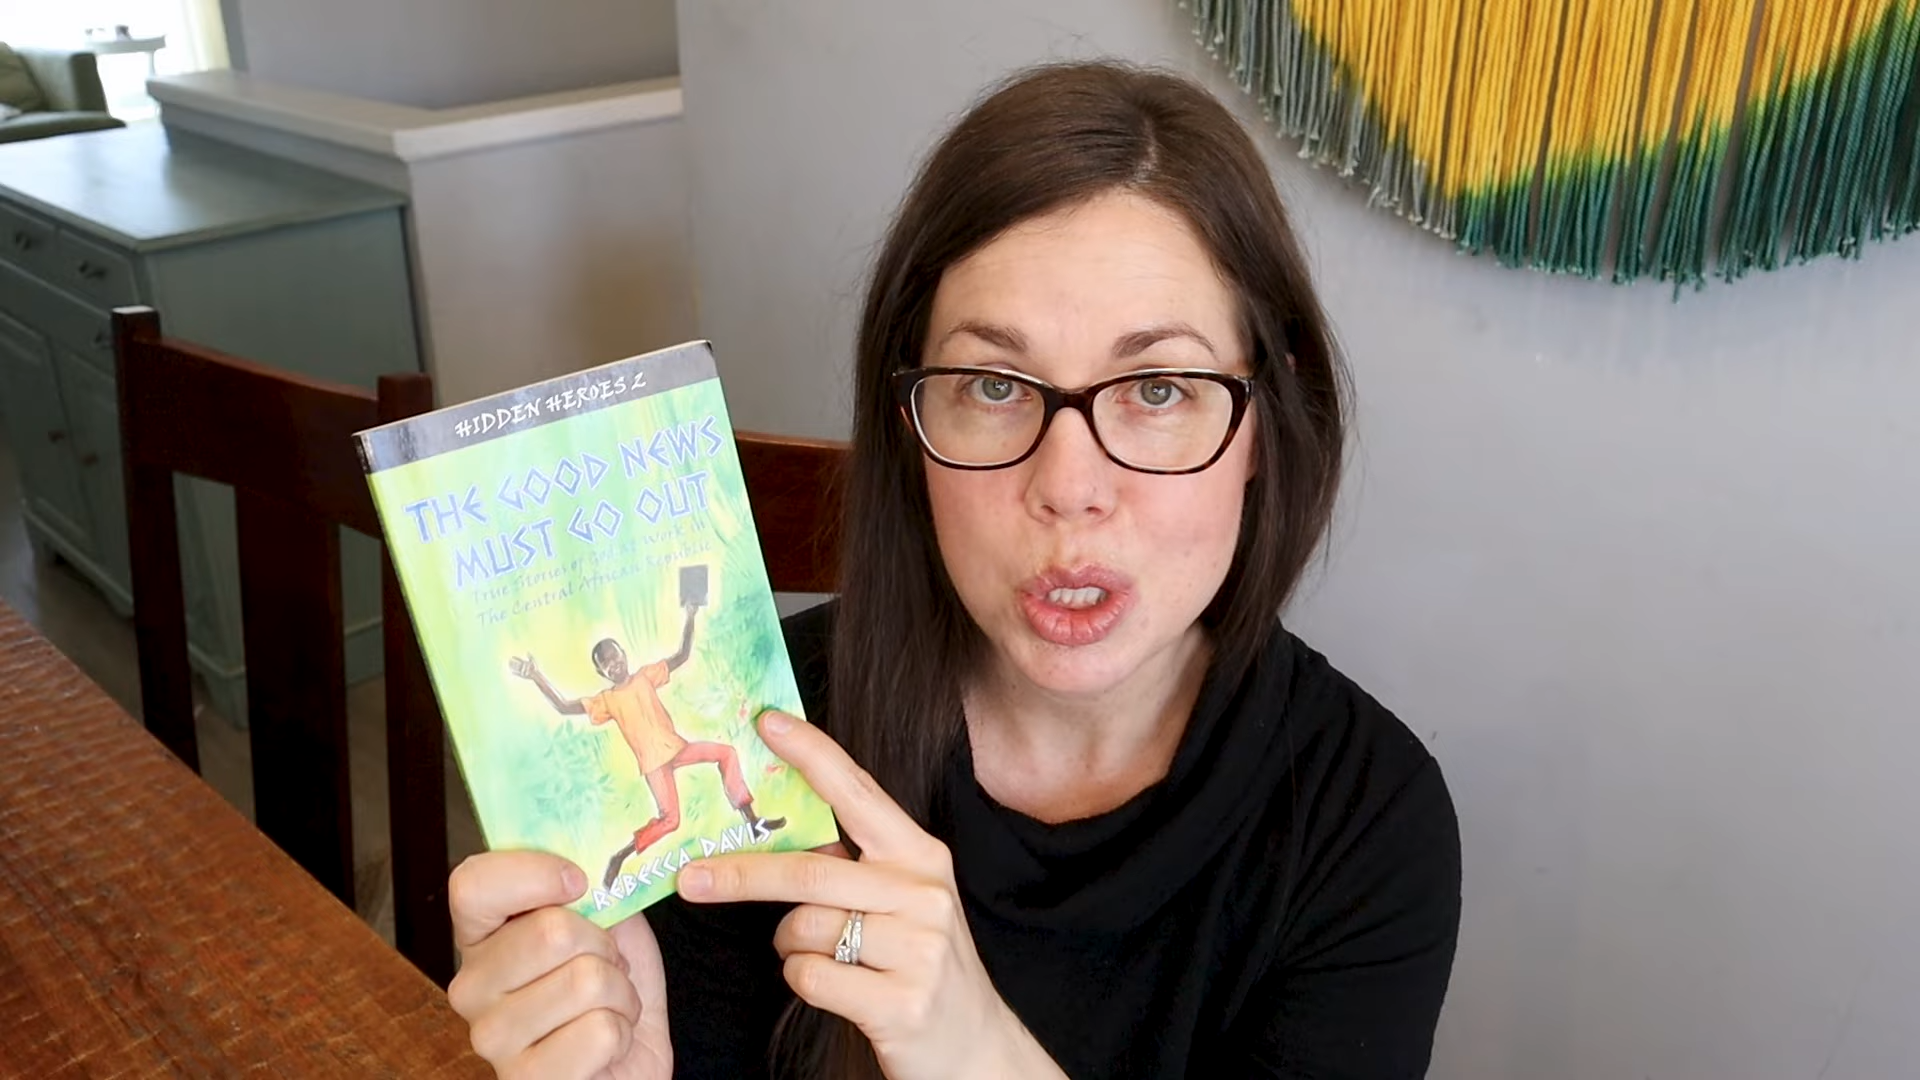 HIDDEN HEROES 2
THE GOOD NEWS
MUST GO OUT
True Stories of God at Work in
The Central African Republic
REBECCA DAVIS